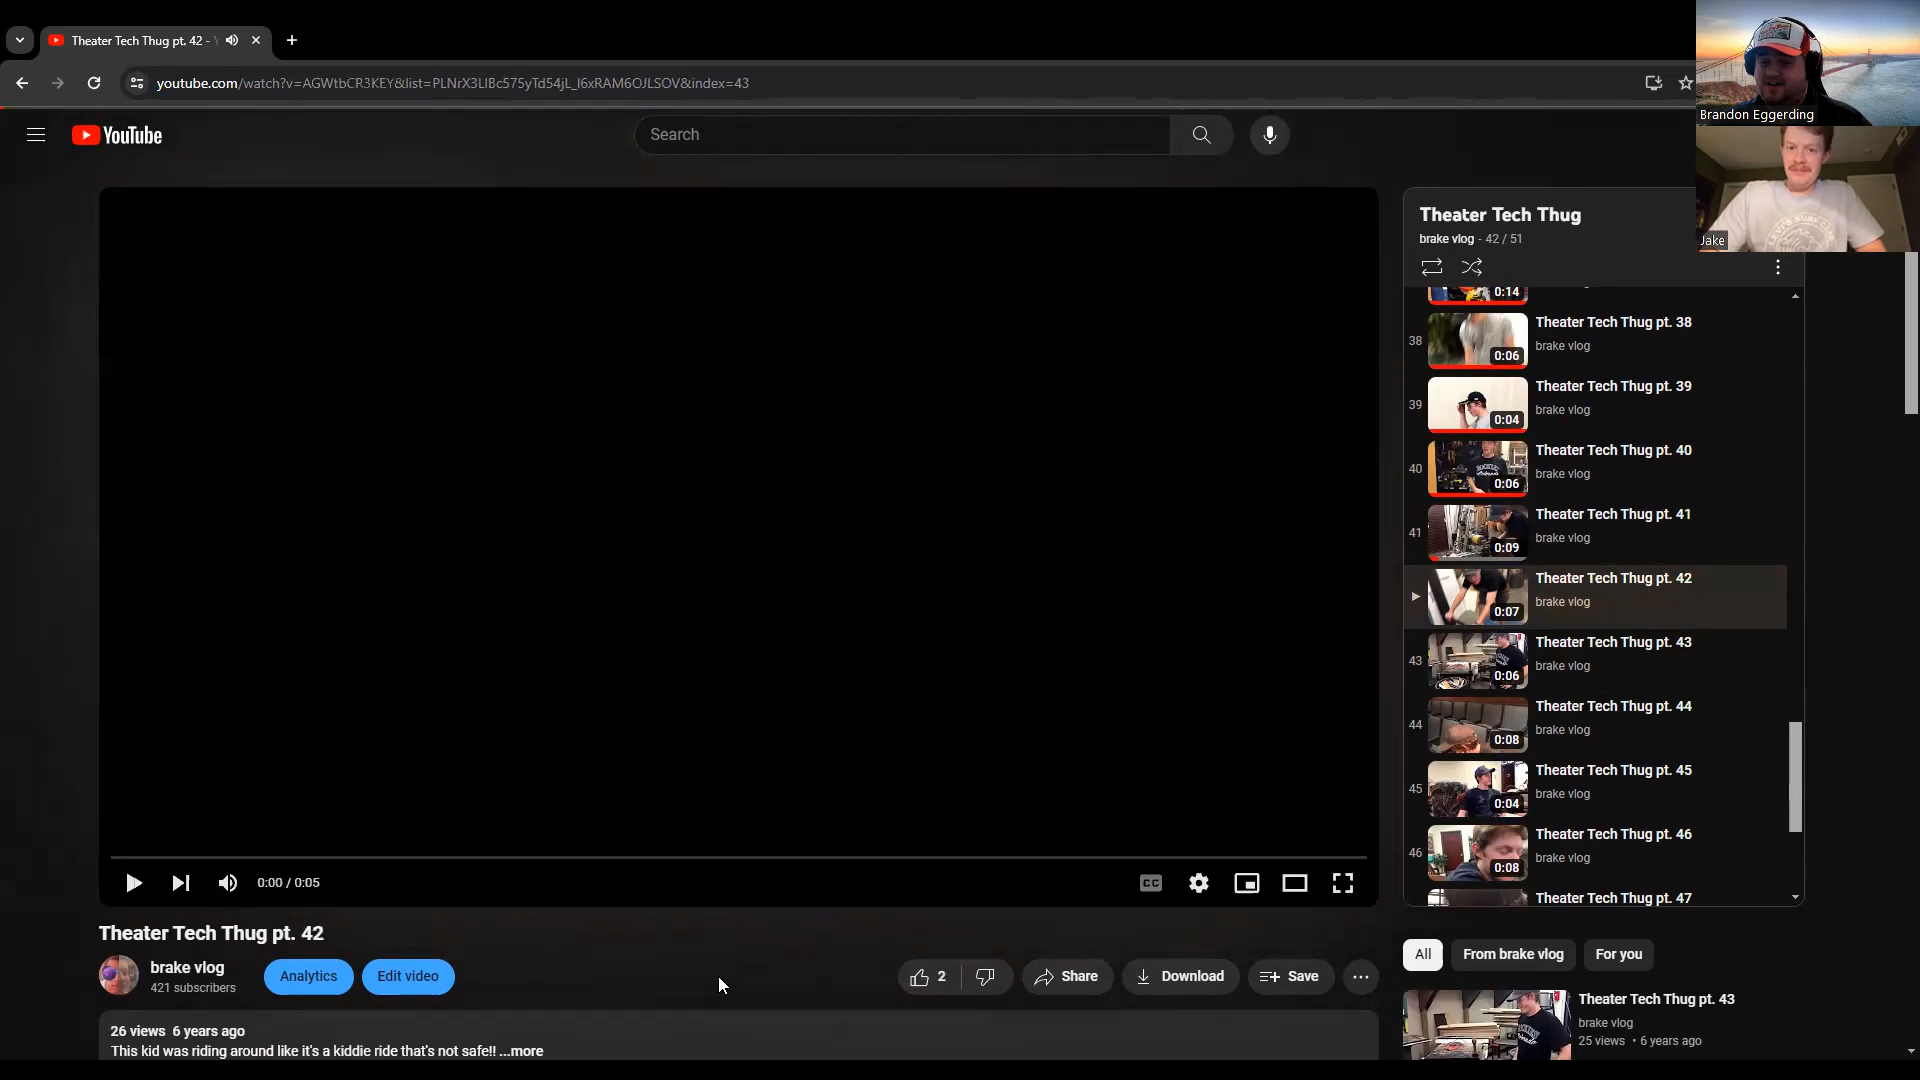 Theater Tech Thug pt. 42 -
youtube.com/watch?v=AGWtbCR3KEY&list=PLNrX3LlBc575yTd54jL_l6xRAM6OJLSOV&index=43
Brandon Eggerding
YouTube
Search
Jake
Theater Tech Thug
brake vlog - 42 / 51
0:14
38
0:06
Theater Tech Thug pt. 38
brake vlog
39
0:04
Theater Tech Thug pt. 39
brake vlog
40
0:06
Theater Tech Thug pt. 40
brake vlog
41
0:09
Theater Tech Thug pt. 41
brake vlog
0:07
Theater Tech Thug pt. 42
brake vlog
43
0:06
Theater Tech Thug pt. 43
brake vlog
44
0:08
Theater Tech Thug pt. 44
brake vlog
45
0:04
Theater Tech Thug pt. 45
brake vlog
46
0:08
Theater Tech Thug pt. 46
brake vlog
Theater Tech Thug pt. 47
0:00 / 0:05
CC
Theater Tech Thug pt. 42
brake vlog
421 subscribers
Analytics
Edit video
2
Share
Download
Save
26 views 6 years ago
This kid was riding around like it's a kiddie ride that's not safe!! ...more
All
From brake vlog
For you
Theater Tech Thug pt. 43
brake vlog
25 views • 6 years ago